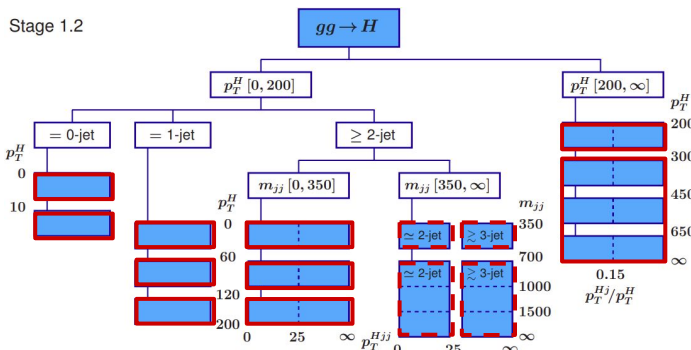 Stage 1.2
gg → H
p_T^H [0, 200]
p_T^H [200, ∞]
p_T^H
= 0-jet
= 1-jet
≥ 2-jet
p_T^H
0
10
m_jj [0, 350]
m_jj [350, ∞]
p_T^H
0
60
120
200
m_jj
350
700
1000
1500
∞
≃ 2-jet
≳ 3-jet
≃ 2-jet
≳ 3-jet
200
300
450
650
∞
0.15
p_T^Hj/p_T^H
0
25
∞
p_T^Hjj
0
25
∞